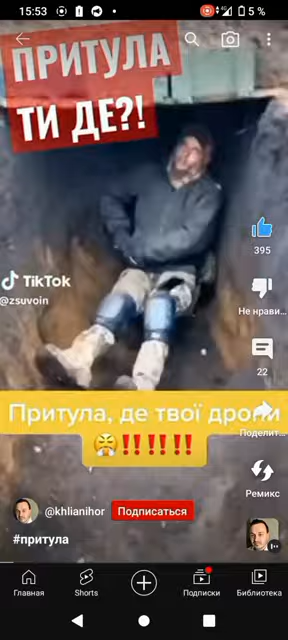 15:53
5 %
ПРИТУЛА
ТИ ДЕ?!
395
TikTok
@zsuvoin
Не нрави...
22
Притула, де твої дрони
‼️‼️‼️‼️
Поделит...
Ремикс
@khlianihor
Подписаться
#притула
Главная
Shorts
Подписки
Библиотека